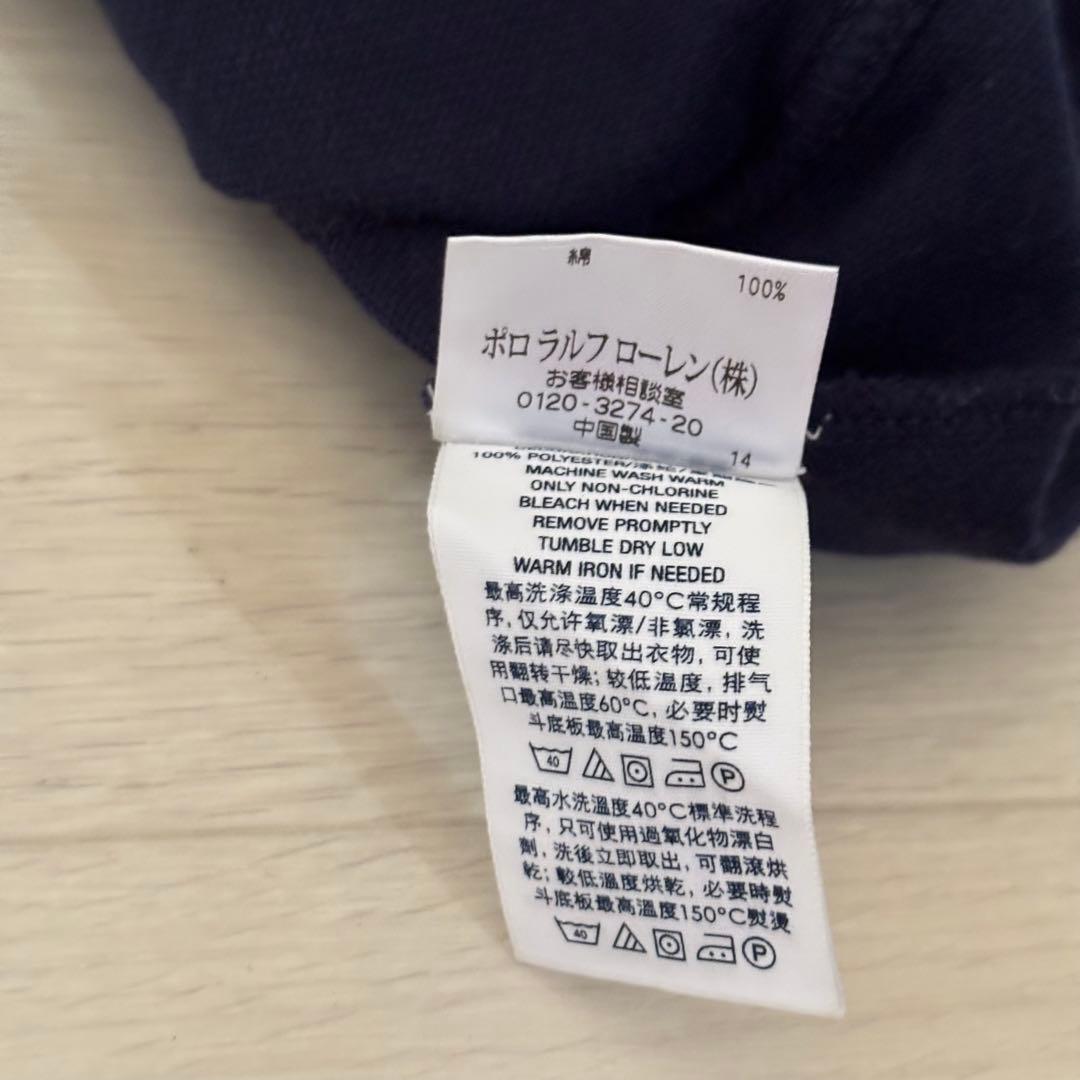 綿 100%
ポロ ラルフ ローレン(株)
お客様相談室
0120-3274-20
中国製 14
100% POLYESTER/
MACHINE WASH WARM
ONLY NON-CHLORINE
BLEACH WHEN NEEDED
REMOVE PROMPTLY
TUMBLE DRY LOW
WARM IRON IF NEEDED
最高洗涤温度40°C常规程
序, 仅允许氧漂/非氯漂, 洗
涤后请尽快取出衣物, 可使
用翻转干燥; 较低温度, 排气
口最高温度60°C, 必要时熨
斗底板最高温度150°C
40 P
最高水洗溫度40°C標準洗程
序, 只可使用過氧化物漂白
劑, 洗後立即取出, 可翻滾烘
乾; 較低溫度烘乾, 必要時熨
斗底板最高溫度150°C熨燙
40 P